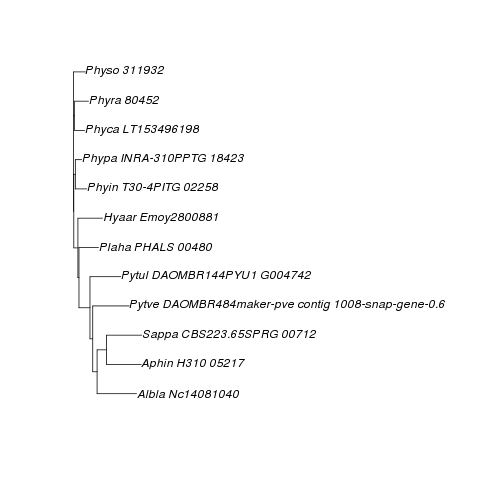 Physo 311932
Phyra 80452
Phyca LT153496198
Phypa INRA-310PPTG 18423
Phyin T30-4PITG 02258
Hyaar Emoy2800881
Plaha PHALS 00480
Pytul DAOMBR144PYU1 G004742
Pytve DAOMBR484maker-pve contig 1008-snap-gene-0.6
Sappa CBS223.65SPRG 00712
Aphin H310 05217
Albla Nc14081040